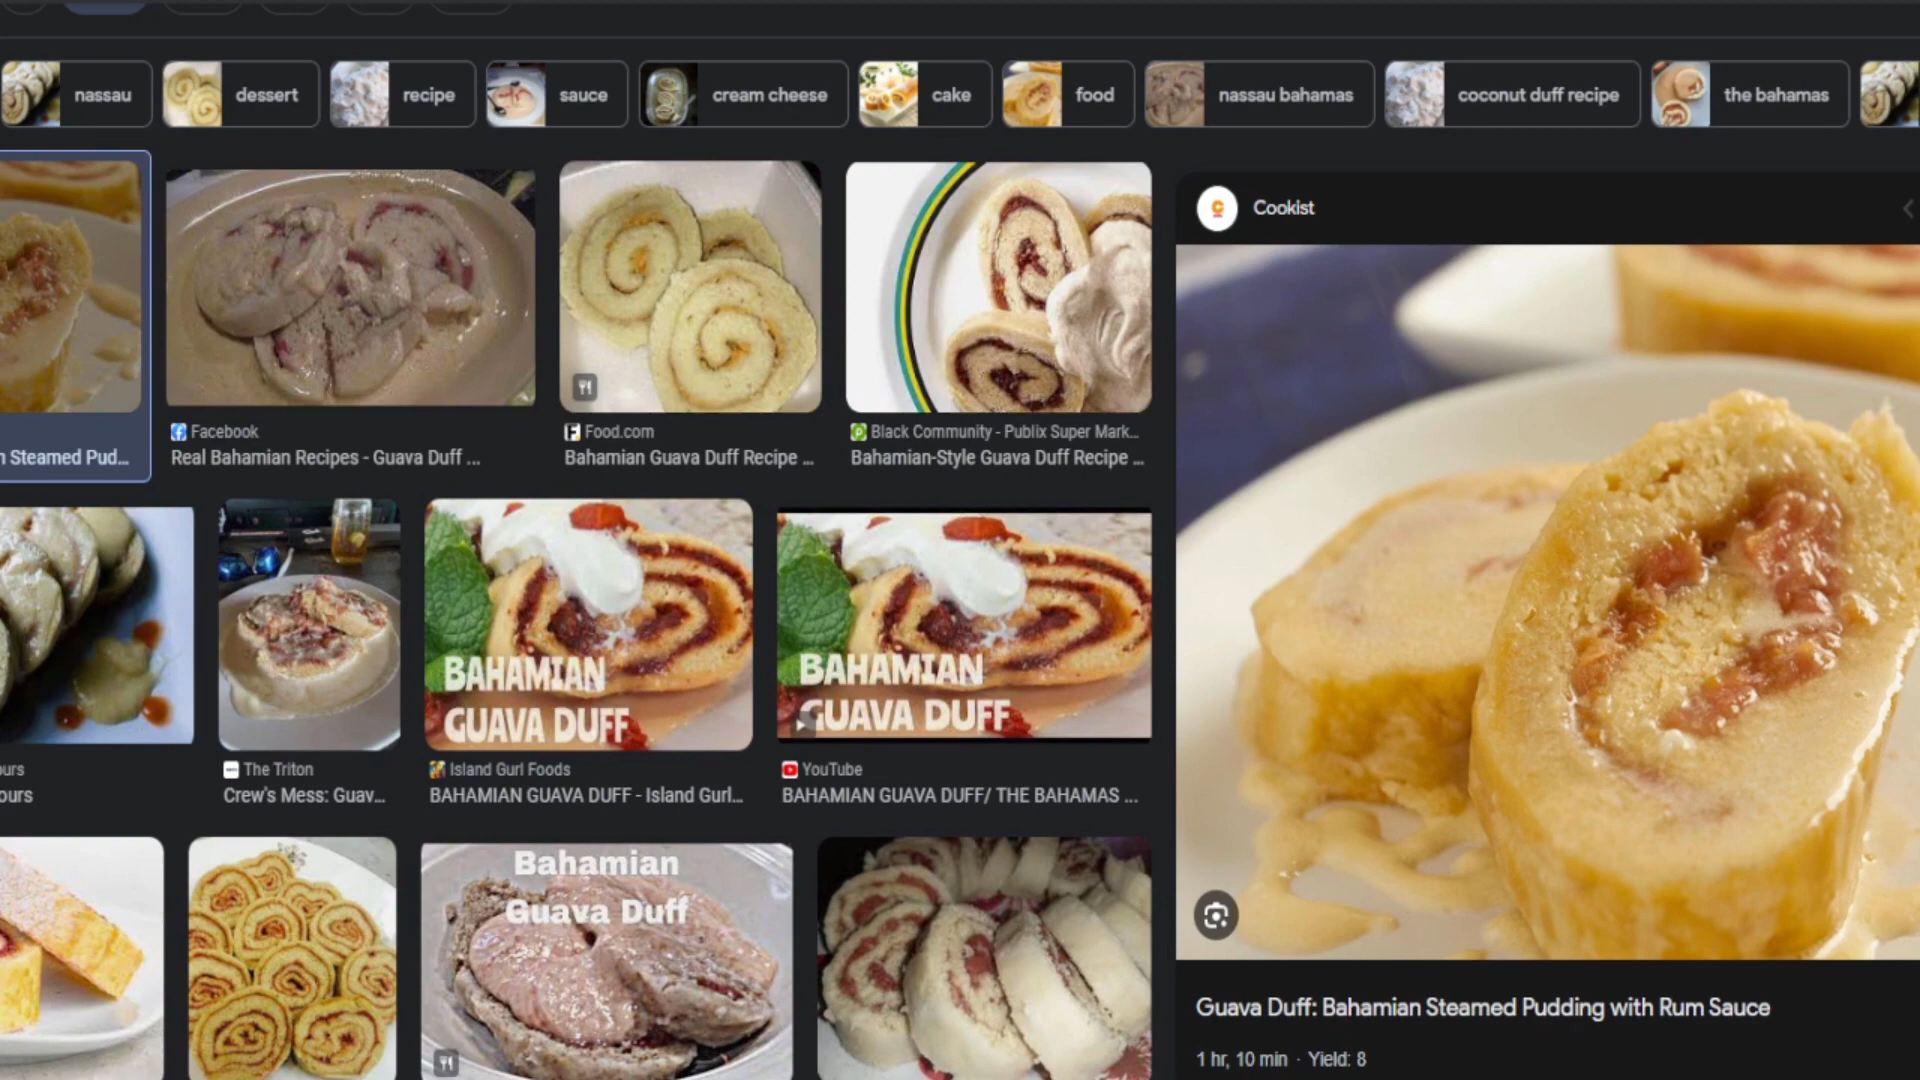 nassau
dessert
recipe
sauce
cream cheese
cake
food
nassau bahamas
coconut duff recipe
the bahamas
Cookist
Steamed Pud...
Facebook
Real Bahamian Recipes - Guava Duff ...
Food.com
Bahamian Guava Duff Recipe ...
Black Community - Publix Super Mark...
Bahamian-Style Guava Duff Recipe ...
BAHAMIAN
GUAVA DUFF
BAHAMIAN
GUAVA DUFF
The Triton
Crew's Mess: Guav...
Island Gurl Foods
BAHAMIAN GUAVA DUFF - Island Gurl...
YouTube
BAHAMIAN GUAVA DUFF/ THE BAHAMAS ...
Bahamian
Guava Duff
Guava Duff: Bahamian Steamed Pudding with Rum Sauce
1 hr, 10 min · Yield: 8